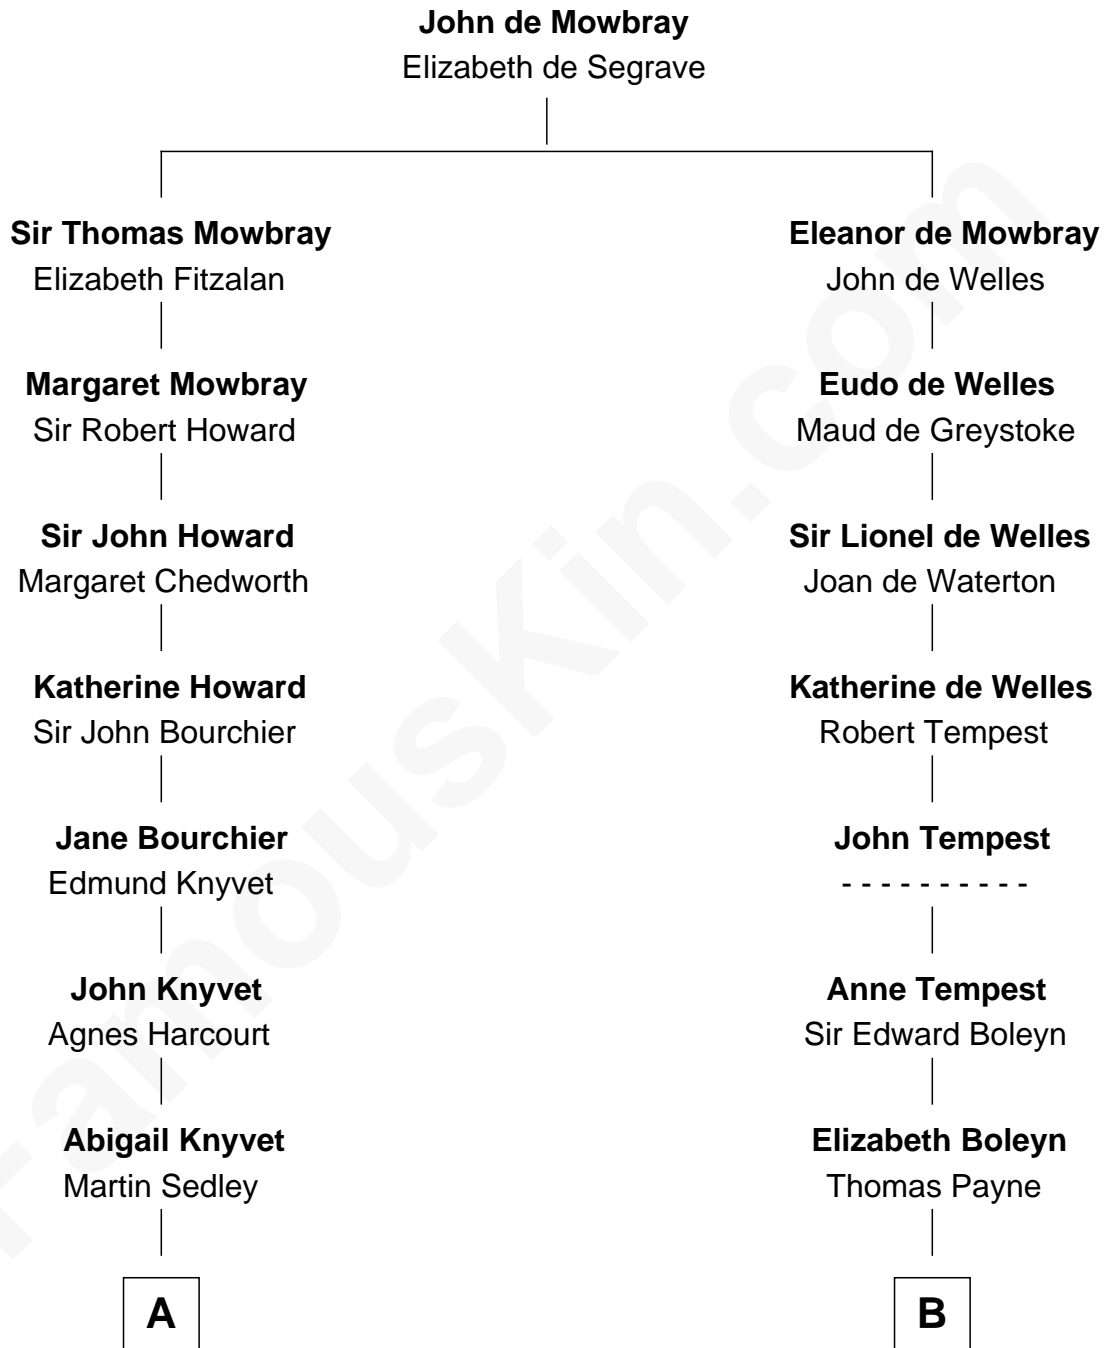 John de Mowbray
Elizabeth de Segrave
Sir Thomas Mowbray
Elizabeth Fitzalan
Eleanor de Mowbray
John de Welles
Margaret Mowbray
Sir Robert Howard
Eudo de Welles
Maud de Greystoke
Sir John Howard
Margaret Chedworth
Sir Lionel de Welles
Joan de Waterton
Katherine Howard
Sir John Bourchier
Katherine de Welles
Robert Tempest
Jane Bourchier
Edmund Knyvet
John Tempest
- - - - - - - - - -
John Knyvet
Agnes Harcourt
Anne Tempest
Sir Edward Boleyn
Abigail Knyvet
Martin Sedley
Elizabeth Boleyn
Thomas Payne
A
B
FamousKin.com